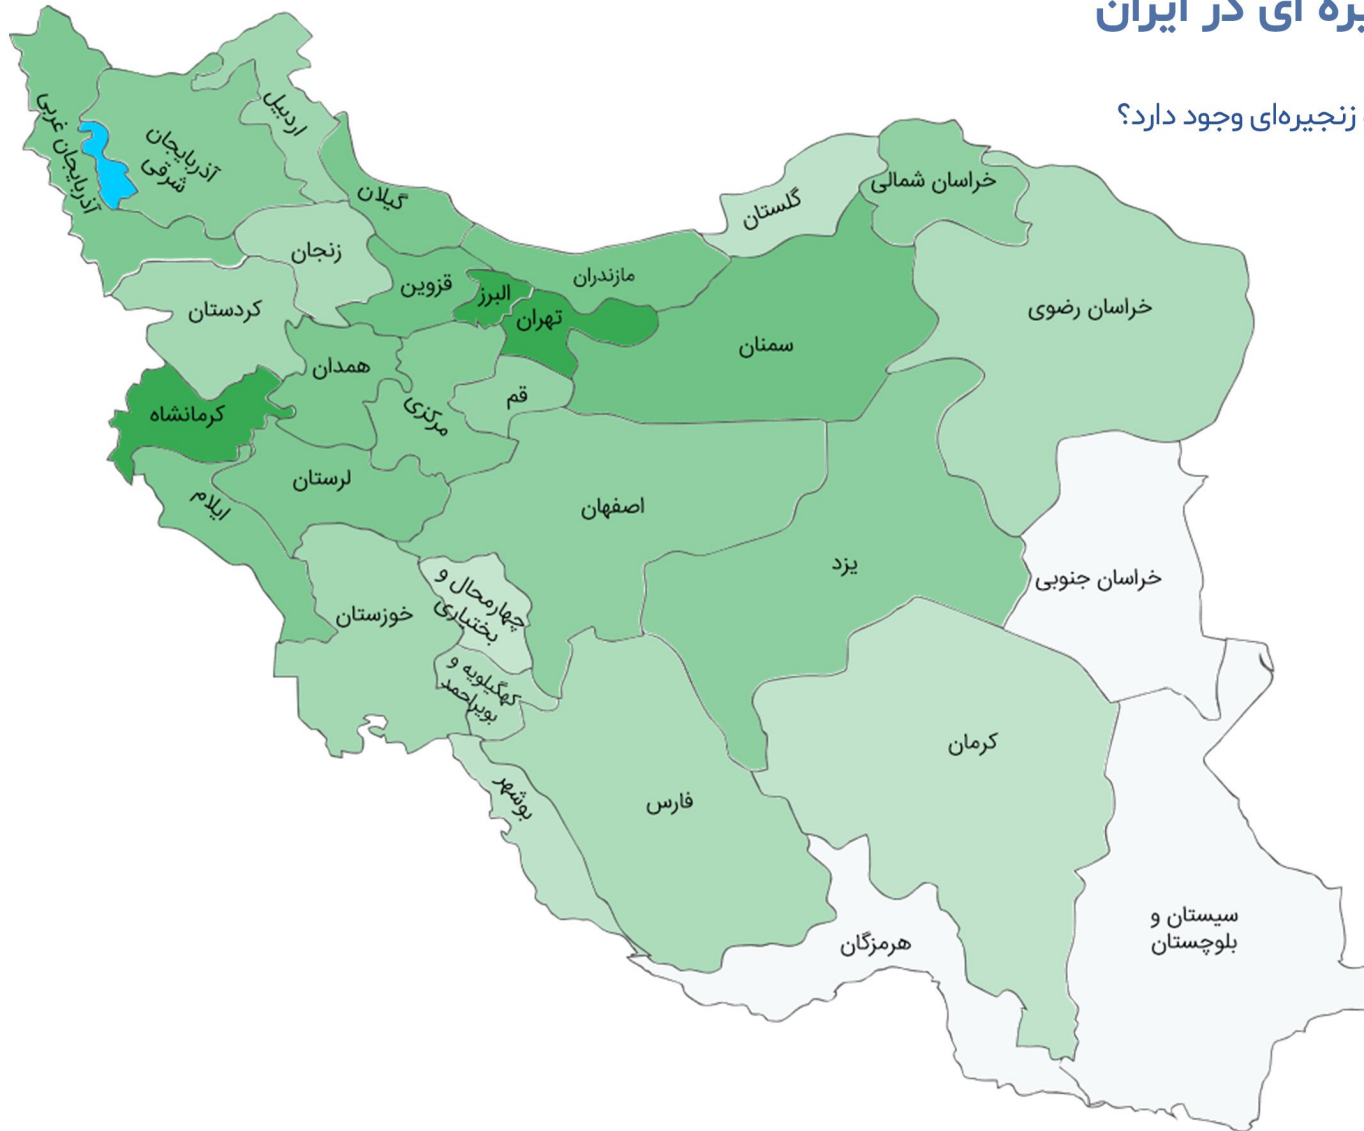 ای در ایران
زنجیره‌ای وجود دارد؟
اردبیل
آذربایجان غربی
آذربایجان
شرقی
گیلان
خراسان شمالی
گلستان
زنجان
مازندران
قزوین
البرز
کردستان
تهران
خراسان رضوی
سمنان
همدان
قم
کرمانشاه
مرکزی
لرستان
ایلام
اصفهان
یزد
خراسان جنوبی
چهارمحال و
بختیاری
خوزستان
کهگیلویه و
بویراحمد
کرمان
بوشهر
فارس
سیستان و
بلوچستان
هرمزگان